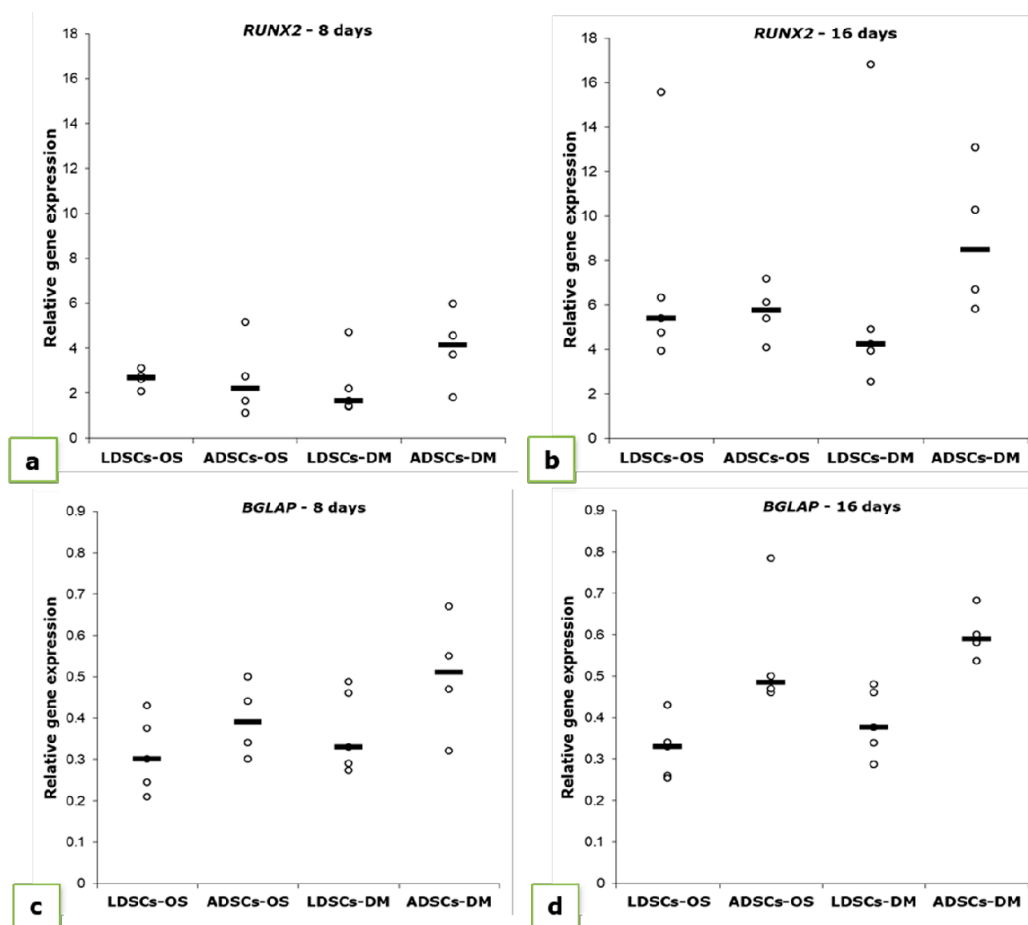 RUNX2 - 8 days
Relative gene expression
18
16
14
12
10
8
6
4
2
0
LDSCs-OS ADSCs-OS LDSCs-DM ADSCs-DM
a
RUNX2 - 16 days
Relative gene expression
18
16
14
12
10
8
6
4
2
0
LDSCs-OS ADSCs-OS LDSCs-DM ADSCs-DM
b
BGLAP - 8 days
Relative gene expression
0.9
0.8
0.7
0.6
0.5
0.4
0.3
0.2
0.1
0
LDSCs-OS ADSCs-OS LDSCs-DM ADSCs-DM
c
BGLAP - 16 days
Relative gene expression
0.9
0.8
0.7
0.6
0.5
0.4
0.3
0.2
0.1
0
LDSCs-OS ADSCs-OS LDSCs-DM ADSCs-DM
d